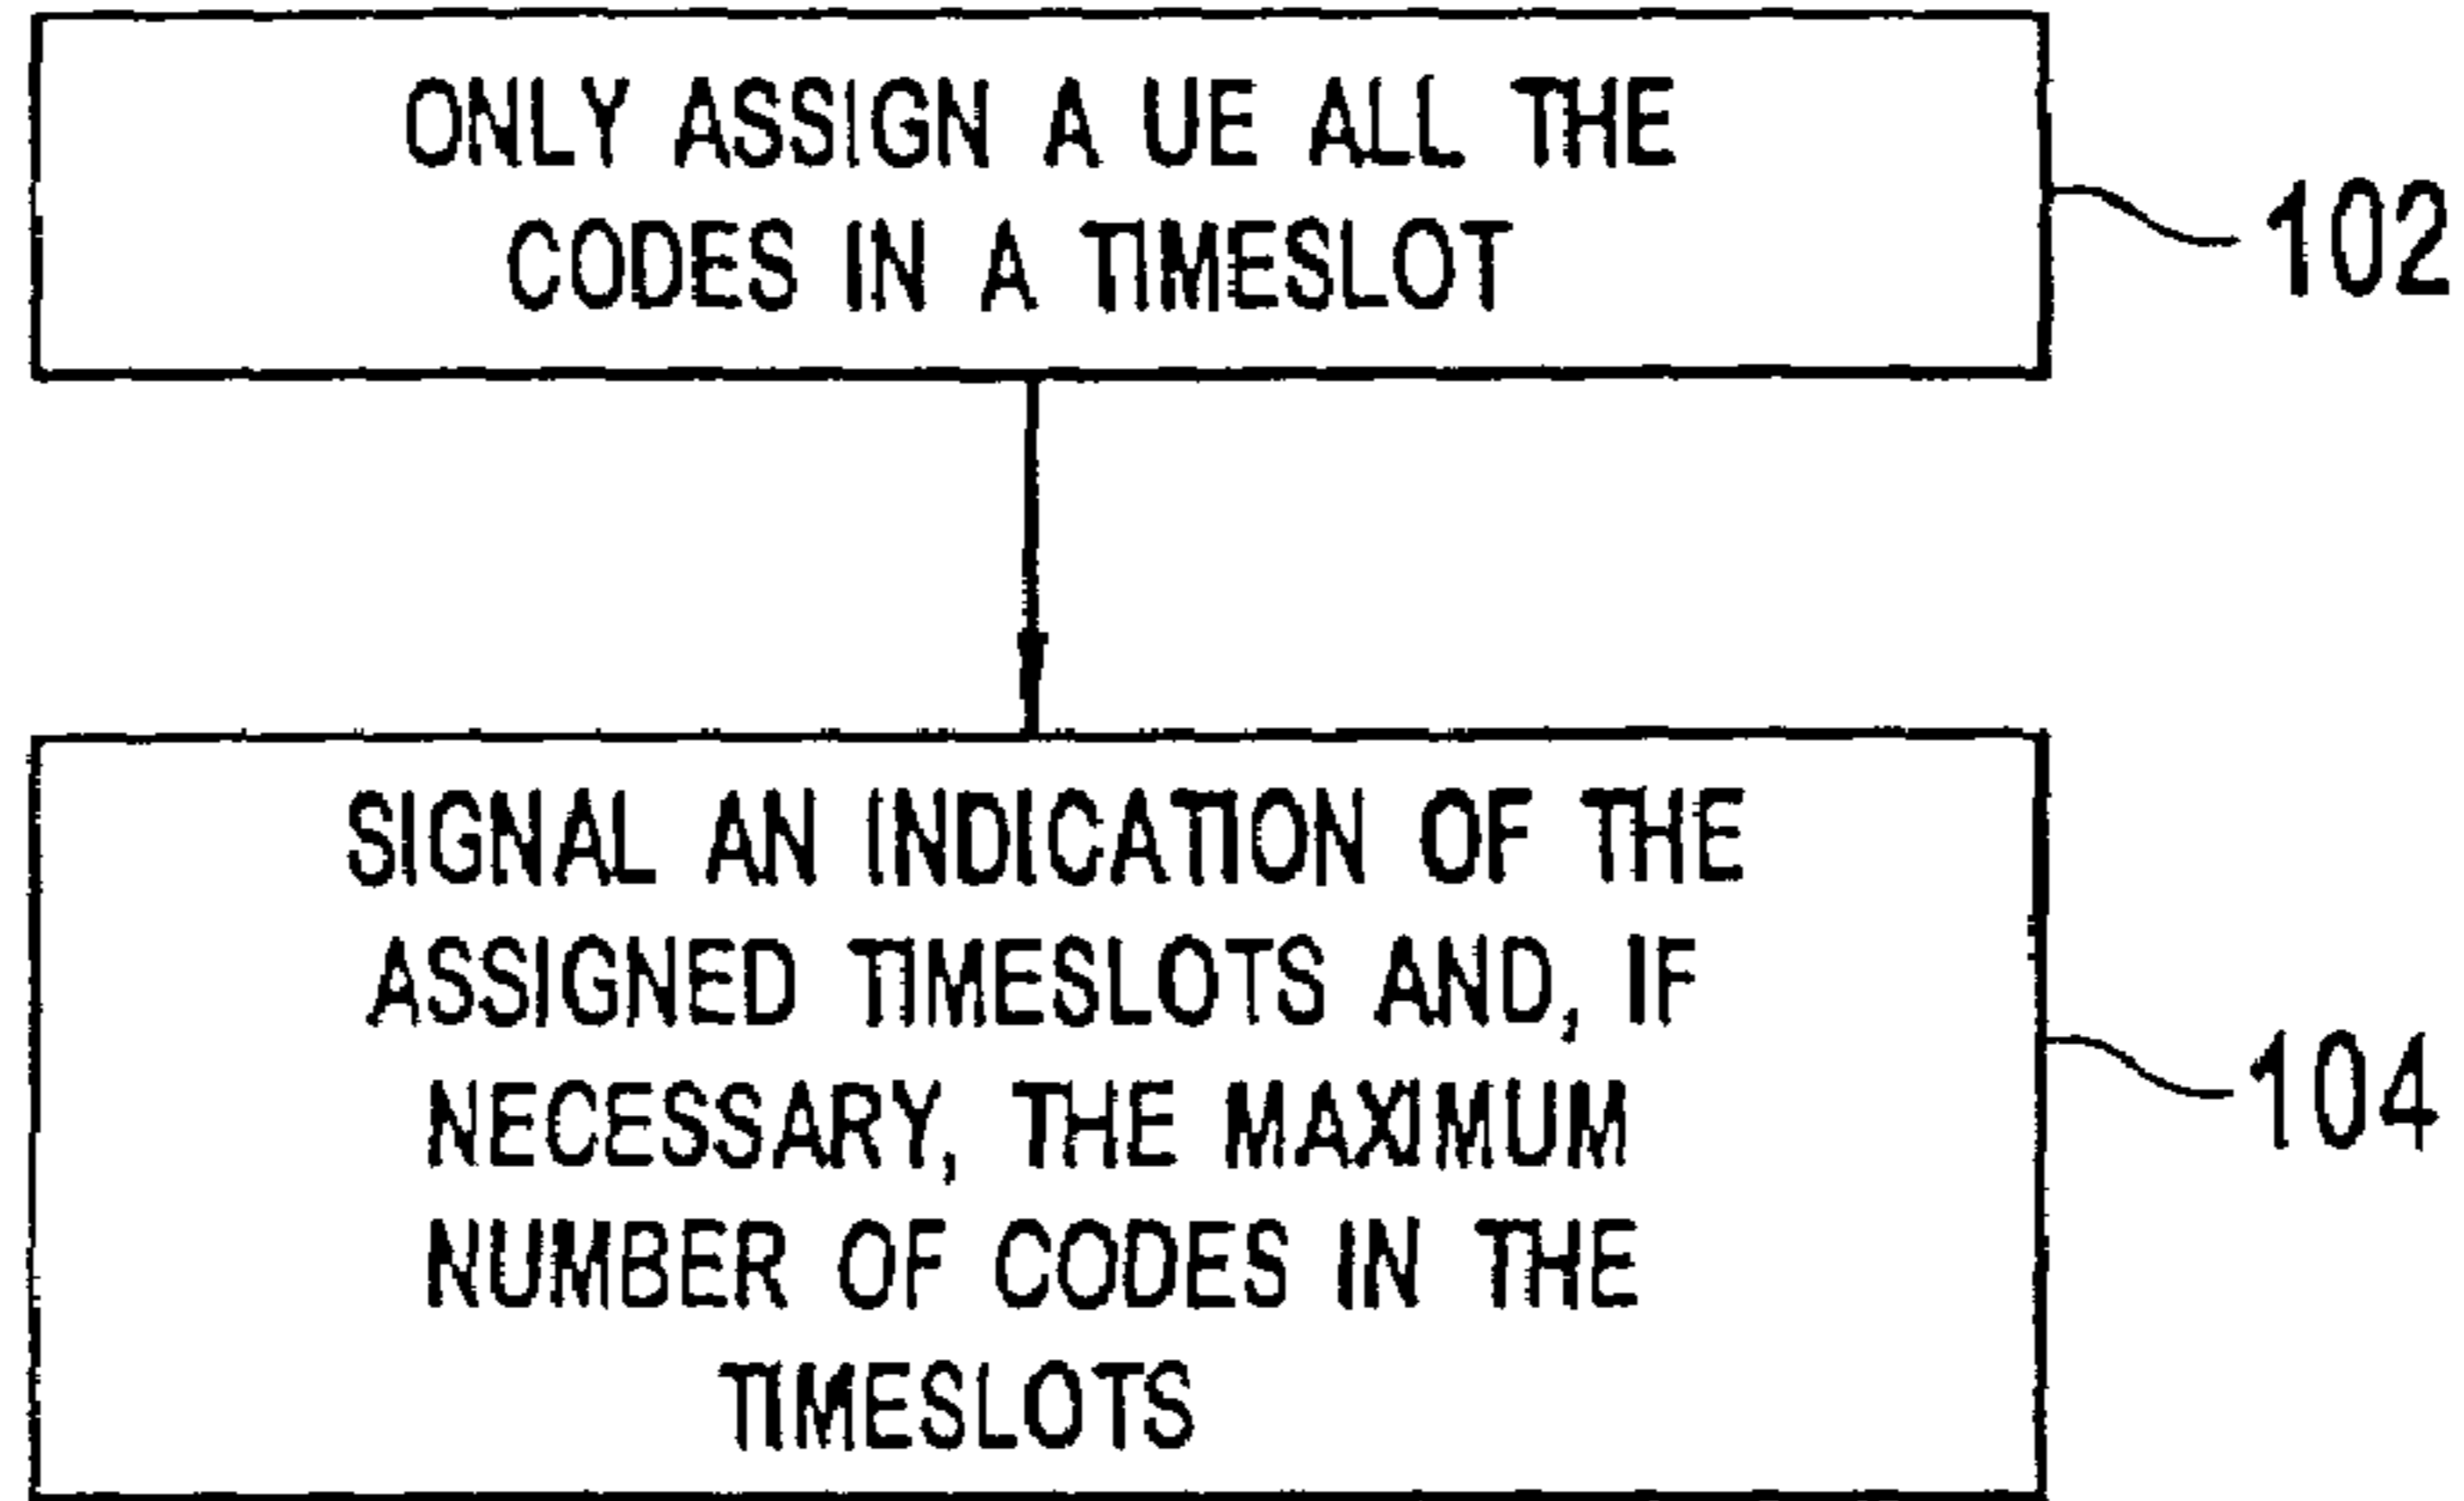 ONLY ASSIGN A UE ALL THE
CODES IN A TIMESLOT
102
SIGNAL AN INDICATION OF THE
ASSIGNED TIMESLOTS AND, IF
NECESSARY, THE MAXIMUM
NUMBER OF CODES IN THE
TIMESLOTS
104